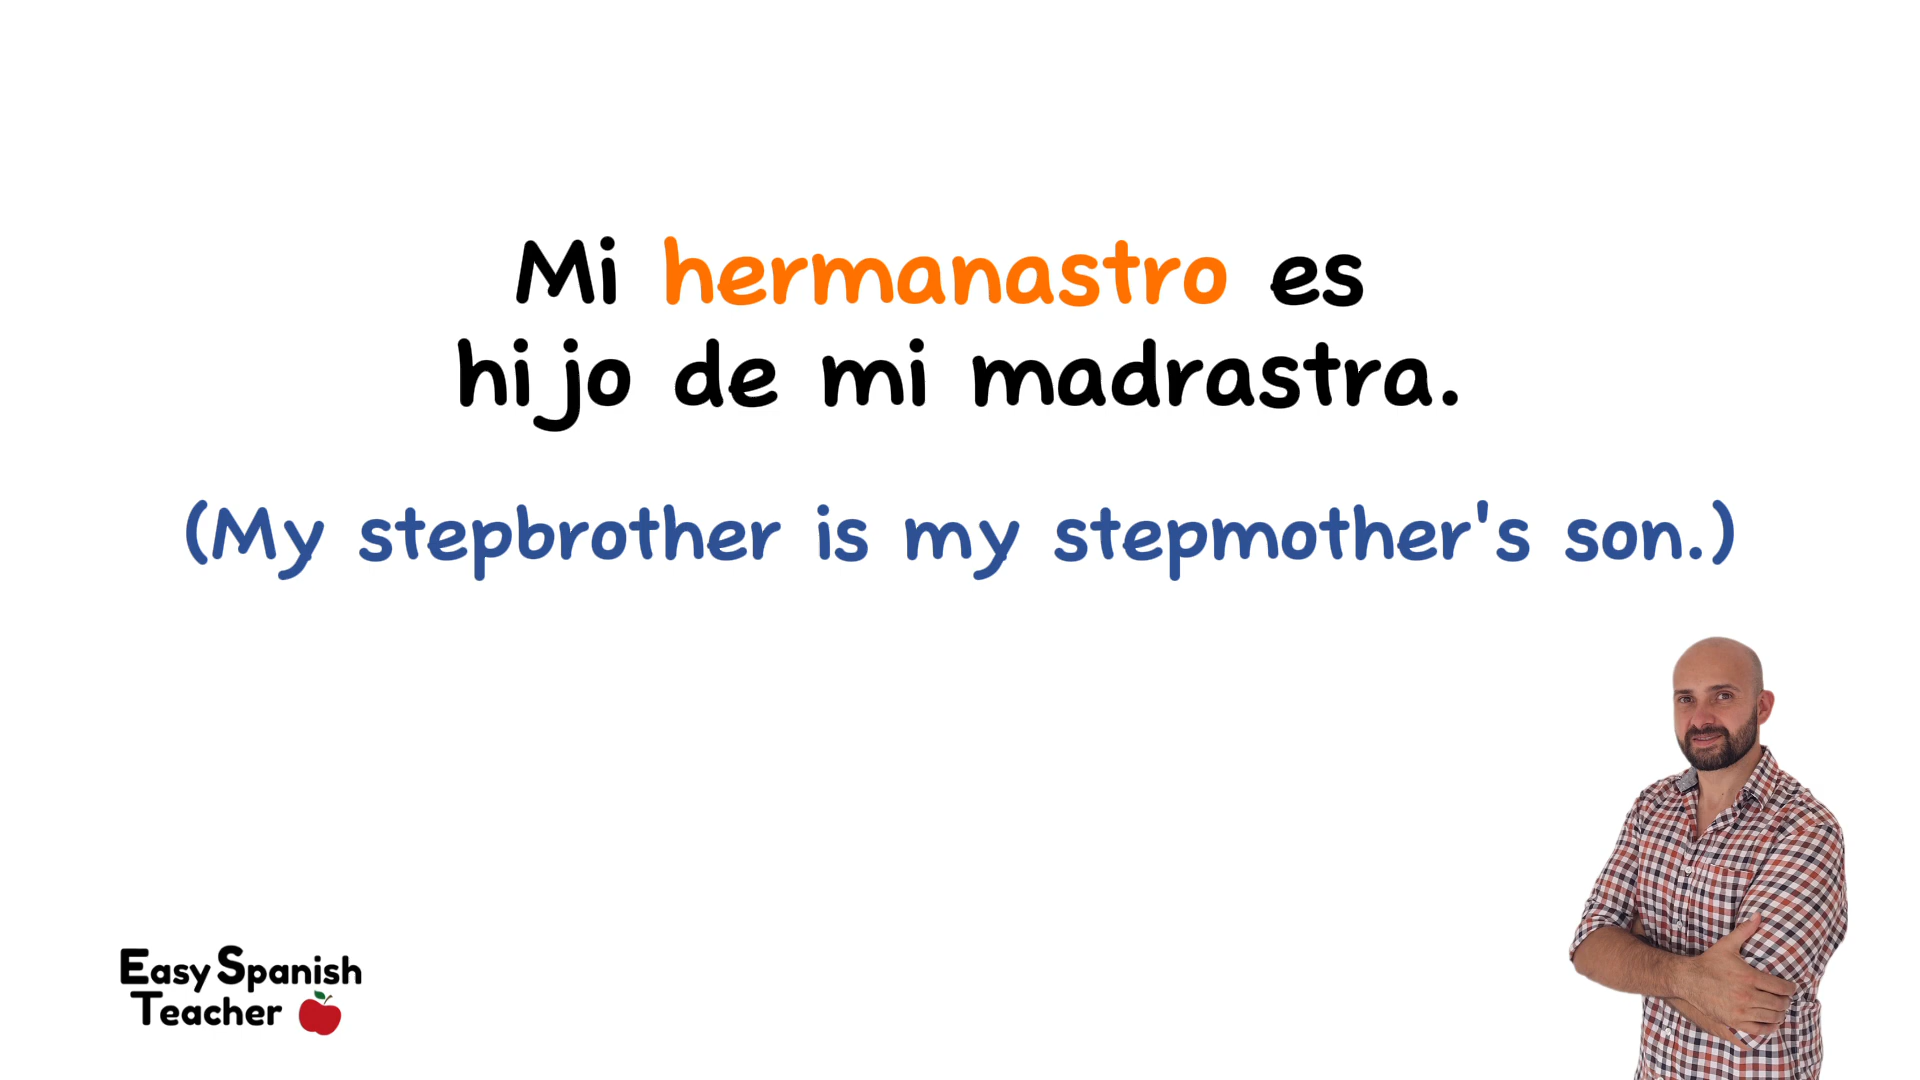 Mi hermanastro es
hijo de mi madrastra.
(My stepbrother is my stepmother's son.)
Easy Spanish
Teacher